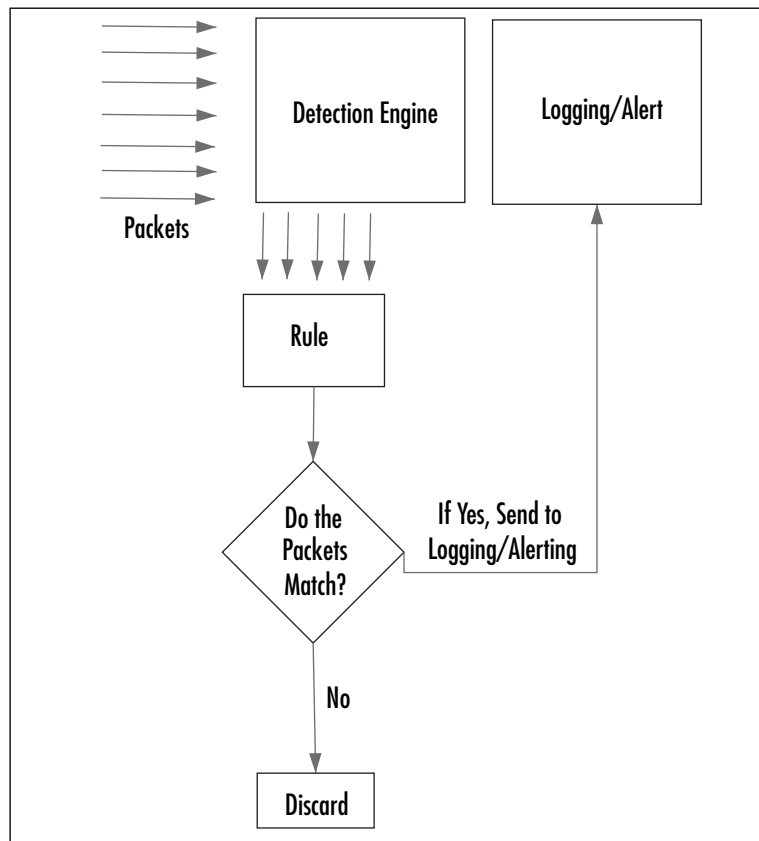 Detection Engine
Logging/Alert
Packets
Rule
Do the
Packets
Match?
If Yes, Send to
Logging/Alerting
No
Discard